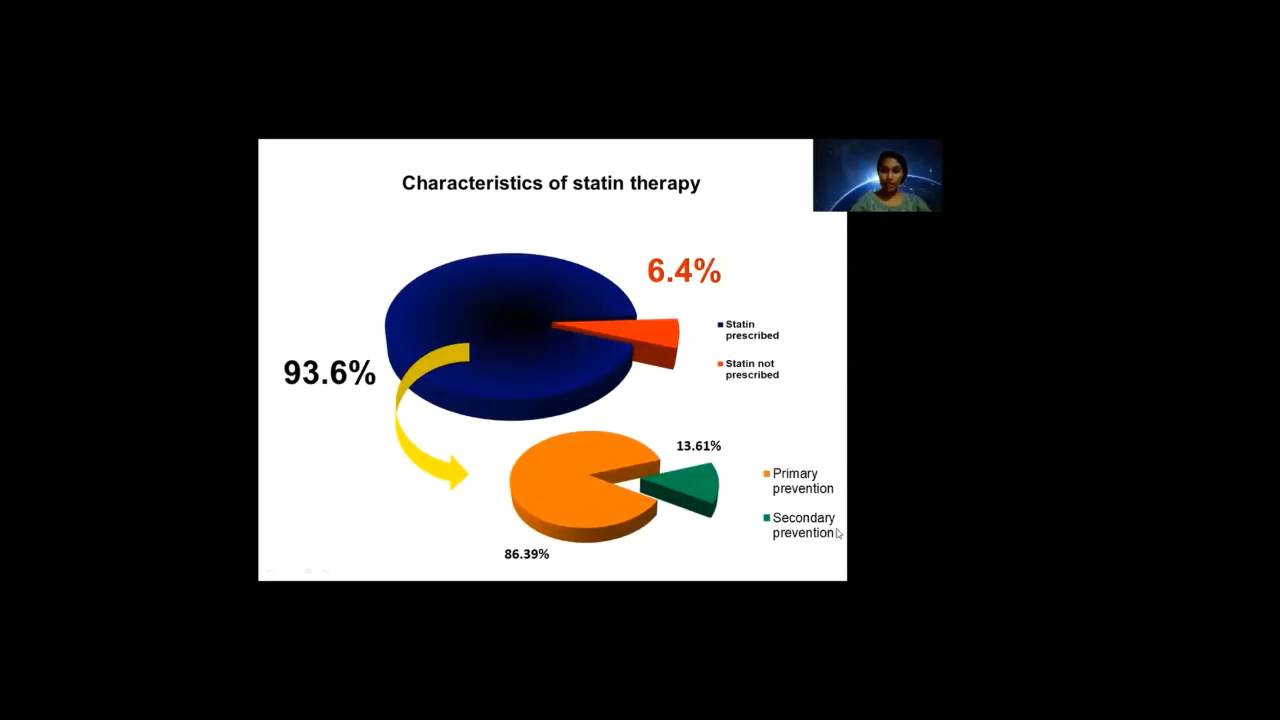 Characteristics of statin therapy
6.4%
Statin
prescribed
Statin not
prescribed
93.6%
13.61%
Primary
prevention
Secondary
prevention
86.39%